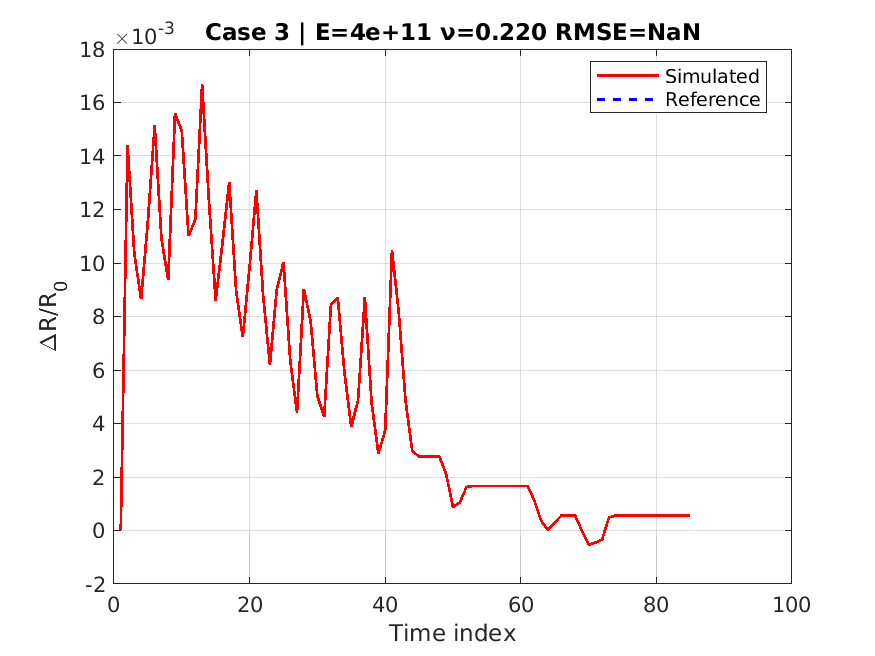 ×10-3
Case 3 | E=4e+11 ν=0.220 RMSE=NaN
18
16
14
12
10
8
6
4
2
0
-2
ΔR/R0
Simulated
Reference
0 20 40 60 80 100
Time index